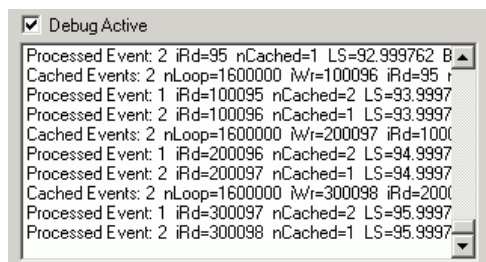 Debug Active
Processed Event: 2 iRd=95 nCached=1 LS=92.999762 B
Cached Events: 2 nLoop=1600000 iWr=100096 iRd=95
Processed Event: 1 iRd=100095 nCached=2 LS=93.9997
Processed Event: 2 iRd=100096 nCached=1 LS=93.9997
Cached Events: 2 nLoop=1600000 iWr=200097 iRd=1000
Processed Event: 1 iRd=200096 nCached=2 LS=94.9997
Processed Event: 2 iRd=200097 nCached=1 LS=94.9997
Cached Events: 2 nLoop=1600000 iWr=300098 iRd=2000
Processed Event: 1 iRd=300097 nCached=2 LS=95.9997
Processed Event: 2 iRd=300098 nCached=1 LS=95.9997